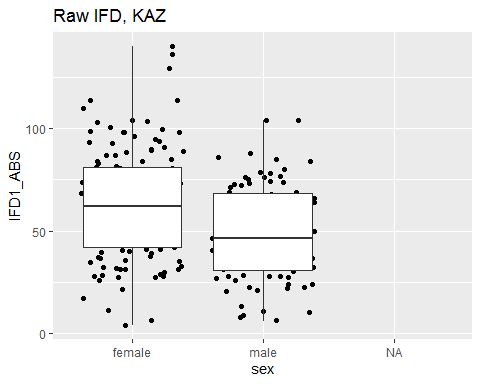 Raw IFD, KAZ
IFD1_ABS
100
50
0
female male NA
sex